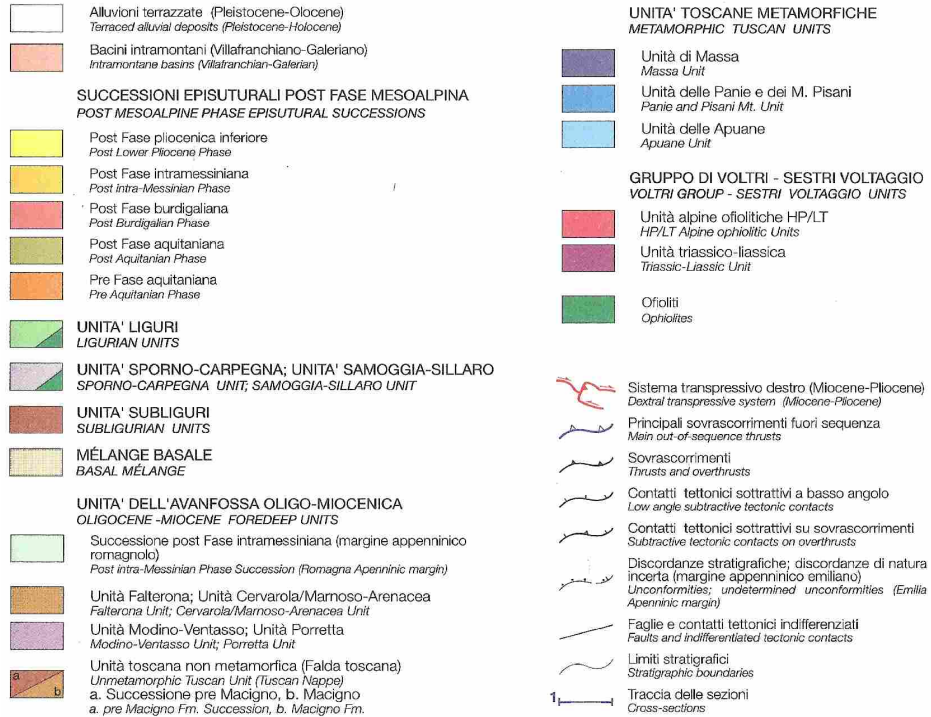 Alluvioni terrazzate (Pleistocene-Olocene)
Terraced alluvial deposits (Pleistocene-Holocene)
Bacini intramontani (Villafranchiano-Galeriano)
Intramontane basins (Villafranchian-Galerian)
SUCCESSIONI EPISUTURALI POST FASE MESOALPINA
POST MESOALPINE PHASE EPISUTURAL SUCCESSIONS
Post Fase pliocenica inferiore
Post Lower Pliocene Phase
Post Fase intramessiniana
Post intra-Messinian Phase
Post Fase burdigaliana
Post Burdigalian Phase
Post Fase aquitaniana
Post Aquitanian Phase
Pre Fase aquitaniana
Pre Aquitanian Phase
UNITA' LIGURI
LIGURIAN UNITS
UNITA' SPORNO-CARPEGNA; UNITA' SAMOGGIA-SILLARO
SPORNO-CARPEGNA UNIT; SAMOGGIA-SILLARO UNIT
UNITA' SUBLIGURI
SUBLIGURIAN UNITS
MÉLANGE BASALE
BASAL MÉLANGE
UNITA' DELL'AVANFOSSA OLIGO-MIOCENICA
OLIGOCENE -MIOCENE FOREDEEP UNITS
Successione post Fase intramessiniana (margine appenninico
romagnolo)
Post intra-Messinian Phase Succession (Romagna Apenninic margin)
Unità Falterona; Unità Cervarola/Marnoso-Arenacea
Falterona Unit; Cervarola/Marnoso-Arenacea Unit
Unità Modino-Ventasso; Unità Porretta
Modino-Ventasso Unit; Porretta Unit
a
b
Unità toscana non metamorfica (Falda toscana)
Unmetamorphic Tuscan Unit (Tuscan Nappe)
a. Successione pre Macigno, b. Macigno
a. pre Macigno Fm. Succession, b. Macigno Fm.
UNITA' TOSCANE METAMORFICHE
METAMORPHIC TUSCAN UNITS
Unità di Massa
Massa Unit
Unità delle Panie e dei M. Pisani
Panie and Pisani Mt. Unit
Unità delle Apuane
Apuane Unit
GRUPPO DI VOLTRI - SESTRI VOLTAGGIO
VOLTRI GROUP - SESTRI VOLTAGGIO UNITS
Unità alpine ofiolitiche HP/LT
HP/LT Alpine ophiolitic Units
Unità triassico-liassica
Triassic-Liassic Unit
Ofioliti
Ophiolites
Sistema transpressivo destro (Miocene-Pliocene)
Dextral transpressive system (Miocene-Pliocene)
Principali sovrascorrimenti fuori sequenza
Main out-of-sequence thrusts
Sovrascorrimenti
Thrusts and overthrusts
Contatti tettonici sottrattivi a basso angolo
Low angle subtractive tectonic contacts
Contatti tettonici sottrattivi su sovrascorrimenti
Subtractive tectonic contacts on overthrusts
Discordanze stratigrafiche; discordanze di natura
incerta (margine appenninico emiliano)
Unconformities; undetermined unconformities (Emilia
Apenninic margin)
Faglie e contatti tettonici indifferenziati
Faults and indifferentiated tectonic contacts
Limiti stratigrafici
Stratigraphic boundaries
1
Traccia delle sezioni
Cross-sections